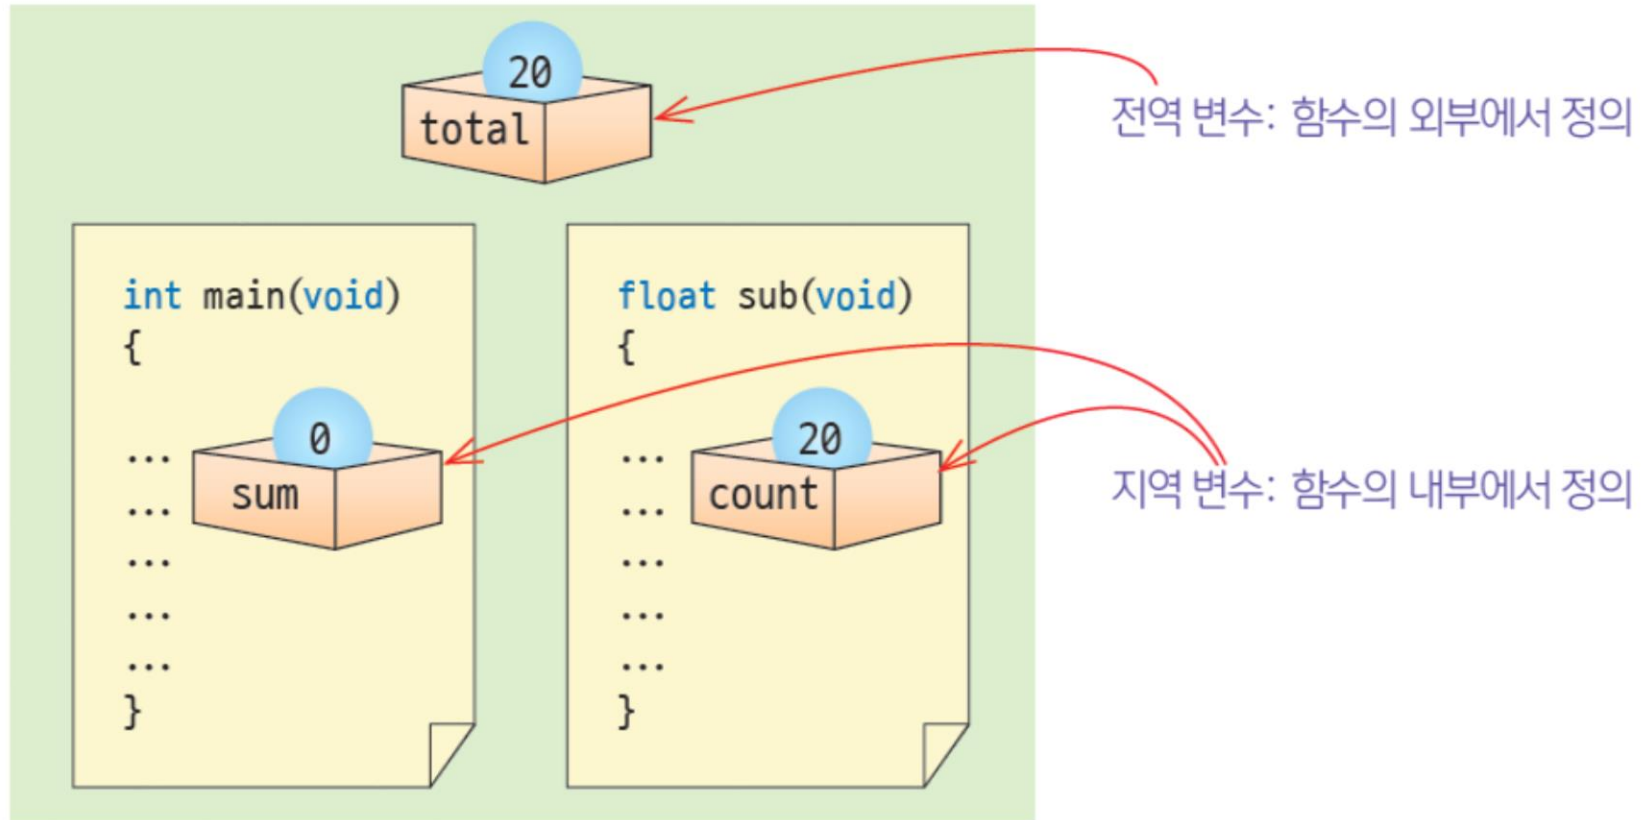 20
total
전역 변수: 함수의 외부에서 정의
int main(void)
{
0
... sum
...
...
...
...
}
float sub(void)
{
20
... count
...
...
...
...
}
지역 변수: 함수의 내부에서 정의